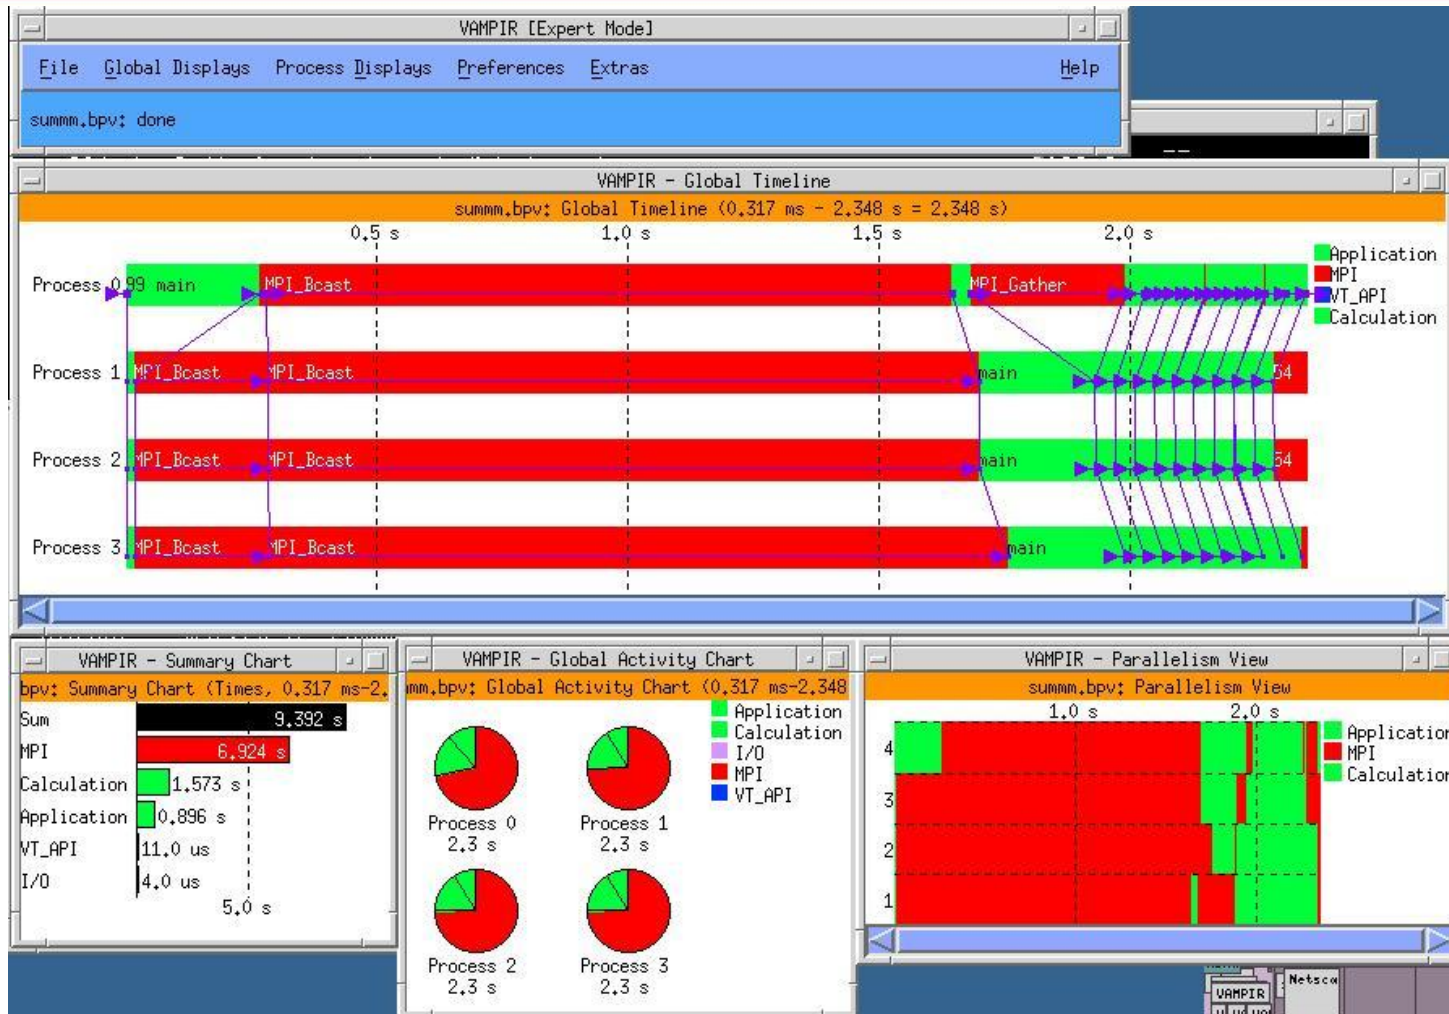 VAMPIR [Expert Mode]
File Global Displays Process Displays Preferences Extras Help
summm.bpv: done
VAMPIR - Global Timeline
summm.bpv: Global Timeline (0.317 ms - 2.348 s = 2.348 s)
0.5 s 1.0 s 1.5 s 2.0 s
Process 0 99 main MPI_Bcast MPI_Gather
Application
MPI
VT_API
Calculation
Process 1 MPI_Bcast MPI_Bcast main 54
Process 2 MPI_Bcast MPI_Bcast main 54
Process 3 MPI_Bcast MPI_Bcast main
VAMPIR - Summary Chart
bpv: Summary Chart (Times, 0.317 ms-2.
Sum 9.392 s
MPI 6.924 s
Calculation 1.573 s
Application 0.896 s
VT_API 11.0 us
I/O 4.0 us
5.0 s
VAMPIR - Global Activity Chart
mm.bpv: Global Activity Chart (0.317 ms-2.348
Application
Calculation
I/O
MPI
VT_API
Process 0 Process 1
2.3 s 2.3 s
Process 2 Process 3
2.3 s 2.3 s
VAMPIR - Parallelism View
summm.bpv: Parallelism View
1.0 s 2.0 s
4
3
2
1
Application
MPI
Calculation
VAMPIR
Netsca